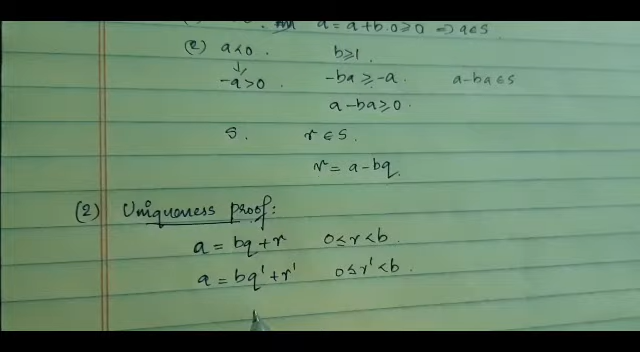 a = a+b.0 ≥ 0 ⇒ a∈S.
(2) a<0. b≥1.
↓
-a>0. -ba ≥ -a. a-ba ∈ S
a-ba ≥ 0.
S. r ∈ S.
r = a-bq.
(2) Uniqueness proof:
a = bq+r 0≤r<b.
a = bq'+r' 0≤r'<b.